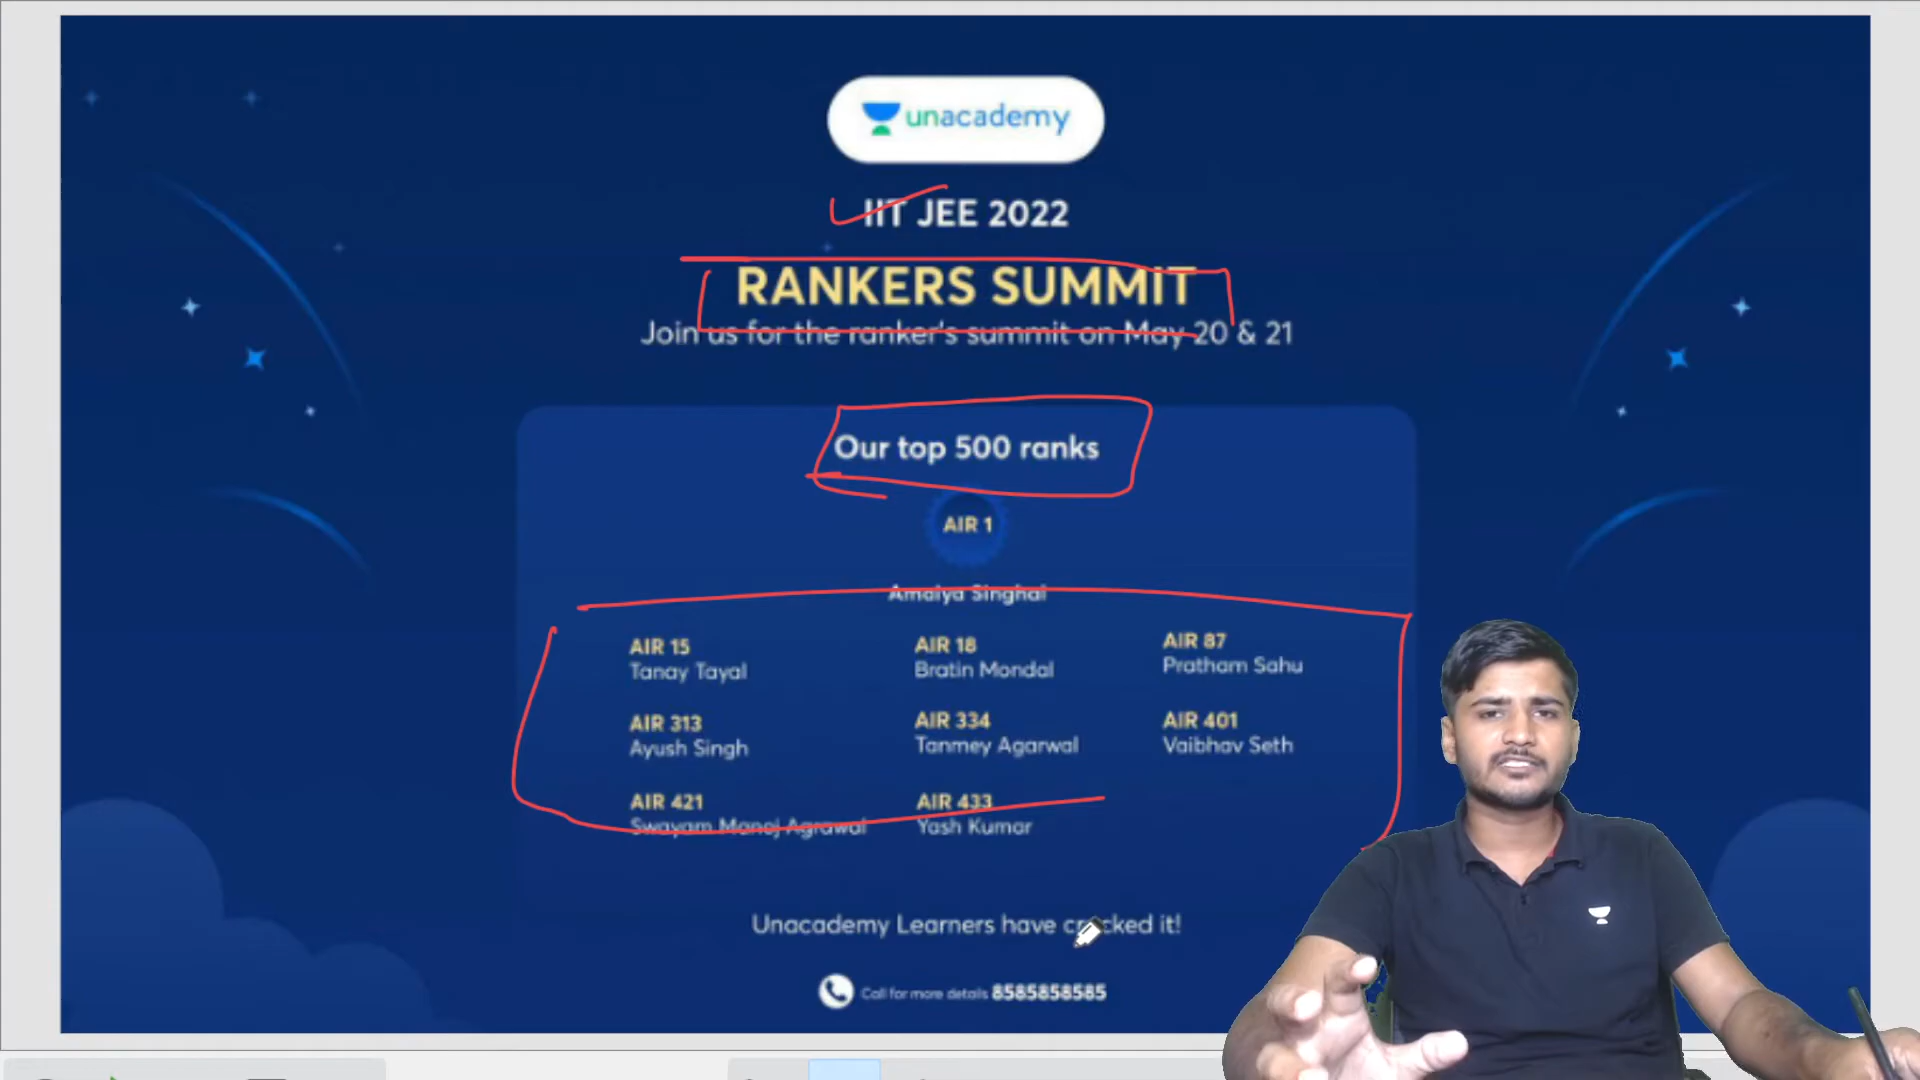 unacademy
IIT JEE 2022
RANKERS SUMMIT
Join us for the ranker's summit on May 20 & 21
Our top 500 ranks
AIR 1
Amaiya Singhal
AIR 15
Tanay Tayal
AIR 18
Bratin Mondal
AIR 87
Pratham Sahu
AIR 313
Ayush Singh
AIR 334
Tanmey Agarwal
AIR 401
Vaibhav Seth
AIR 421
Swayam Manoj Agrawal
AIR 433
Yash Kumar
Unacademy Learners have cracked it!
Call for more details 8585858585